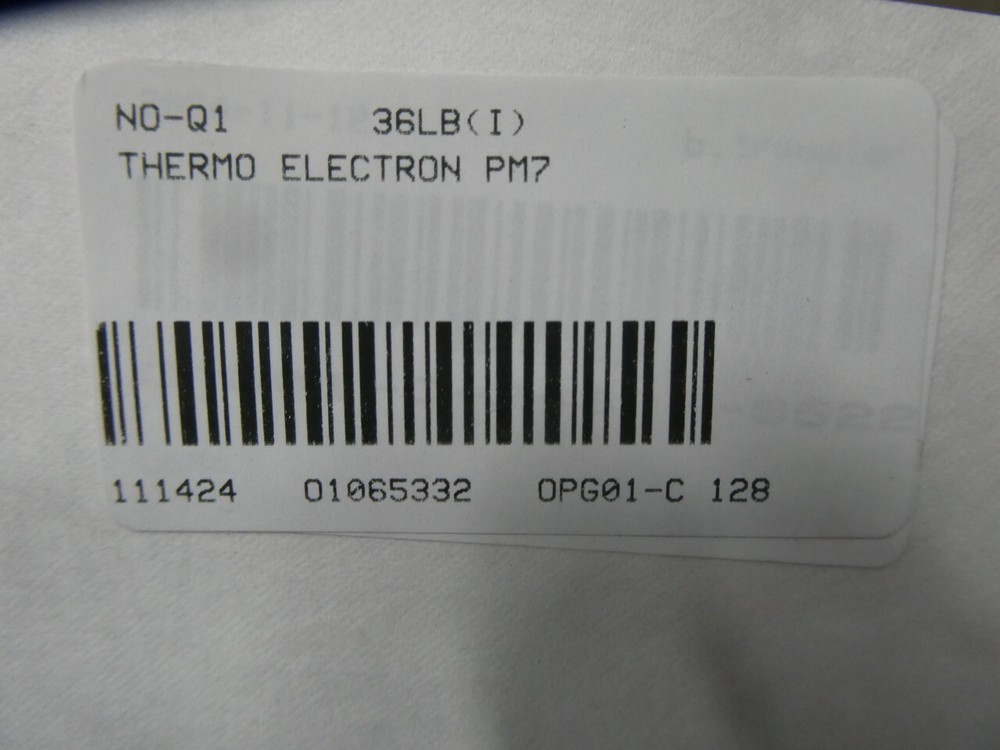 NO-Q1 36LB(I)
THERMO ELECTRON PM7
111424 01065332 OPG01-C 128